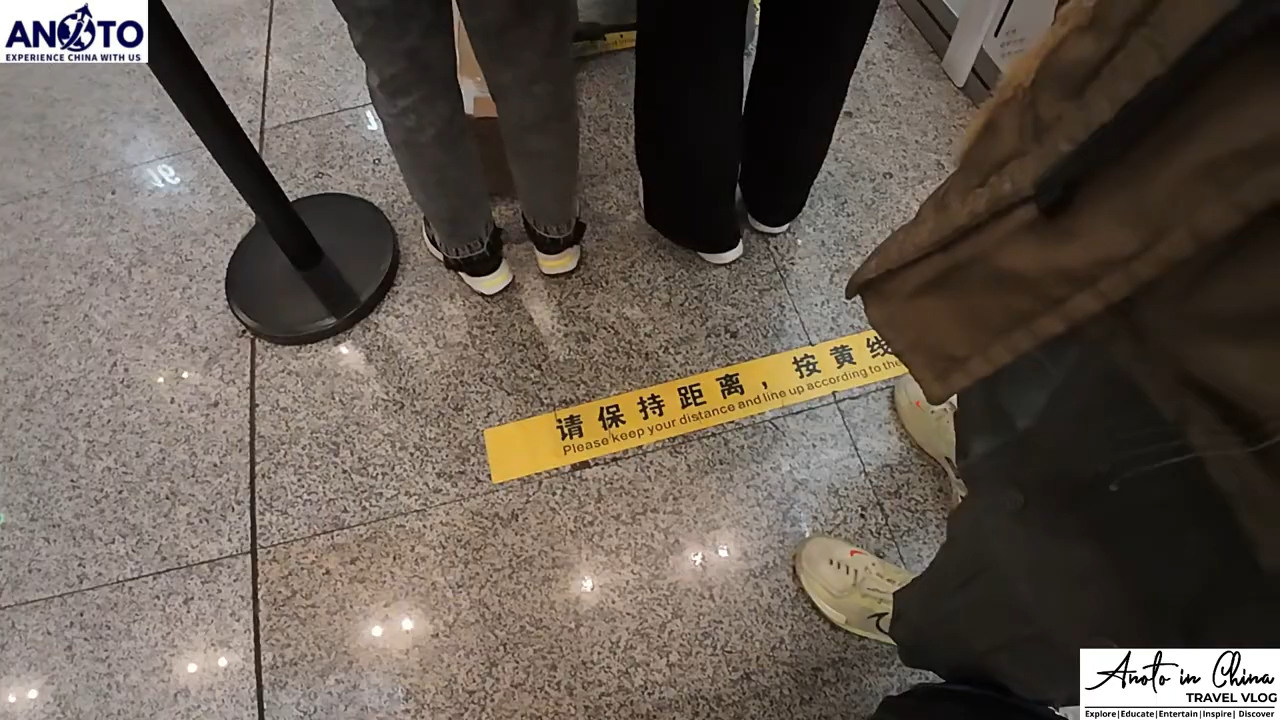 ANOTO
EXPERIENCE CHINA WITH US
请保持距离，按黄线
Please keep your distance and line up according to the
Anoto in China
TRAVEL VLOG
Explore|Educate|Entertain|Inspire| Discover